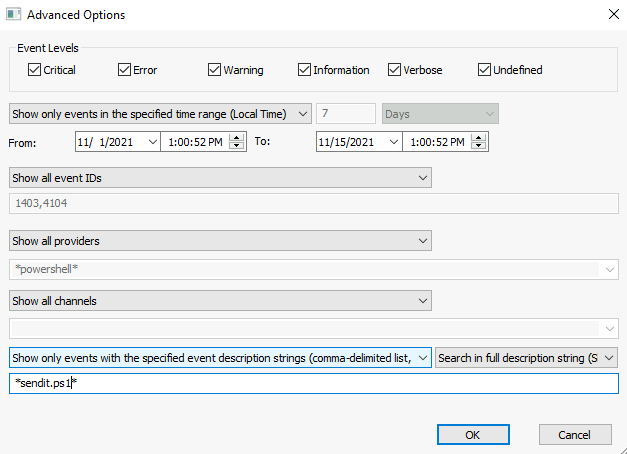 Advanced Options
Event Levels
Critical Error Warning Information Verbose Undefined
Show only events in the specified time range (Local Time) 7 Days
From: 11/ 1/2021 1:00:52 PM To: 11/15/2021 1:00:52 PM
Show all event IDs
1403,4104
Show all providers
*powershell*
Show all channels
Show only events with the specified event description strings (comma-delimited list, Search in full description string (S
*sendit.ps1*
OK Cancel